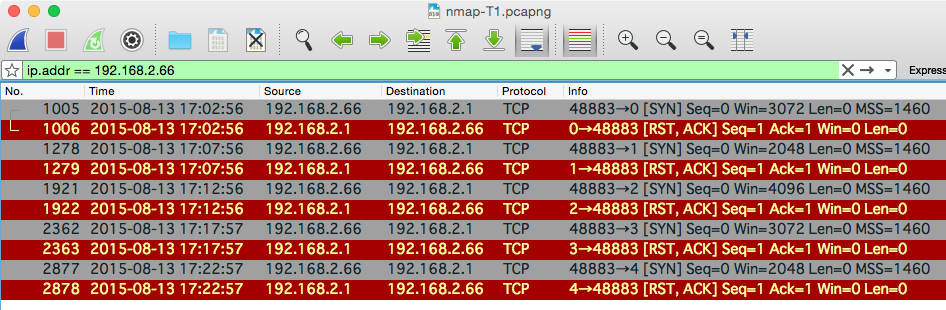 nmap-T1.pcapng
ip.addr == 192.168.2.66 Express
No. Time Source Destination Protocol Info
1005 2015-08-13 17:02:56 192.168.2.66 192.168.2.1 TCP 48883→0 [SYN] Seq=0 Win=3072 Len=0 MSS=1460
1006 2015-08-13 17:02:56 192.168.2.1 192.168.2.66 TCP 0→48883 [RST, ACK] Seq=1 Ack=1 Win=0 Len=0
1278 2015-08-13 17:07:56 192.168.2.66 192.168.2.1 TCP 48883→1 [SYN] Seq=0 Win=2048 Len=0 MSS=1460
1279 2015-08-13 17:07:56 192.168.2.1 192.168.2.66 TCP 1→48883 [RST, ACK] Seq=1 Ack=1 Win=0 Len=0
1921 2015-08-13 17:12:56 192.168.2.66 192.168.2.1 TCP 48883→2 [SYN] Seq=0 Win=4096 Len=0 MSS=1460
1922 2015-08-13 17:12:56 192.168.2.1 192.168.2.66 TCP 2→48883 [RST, ACK] Seq=1 Ack=1 Win=0 Len=0
2362 2015-08-13 17:17:57 192.168.2.66 192.168.2.1 TCP 48883→3 [SYN] Seq=0 Win=3072 Len=0 MSS=1460
2363 2015-08-13 17:17:57 192.168.2.1 192.168.2.66 TCP 3→48883 [RST, ACK] Seq=1 Ack=1 Win=0 Len=0
2877 2015-08-13 17:22:57 192.168.2.66 192.168.2.1 TCP 48883→4 [SYN] Seq=0 Win=2048 Len=0 MSS=1460
2878 2015-08-13 17:22:57 192.168.2.1 192.168.2.66 TCP 4→48883 [RST, ACK] Seq=1 Ack=1 Win=0 Len=0